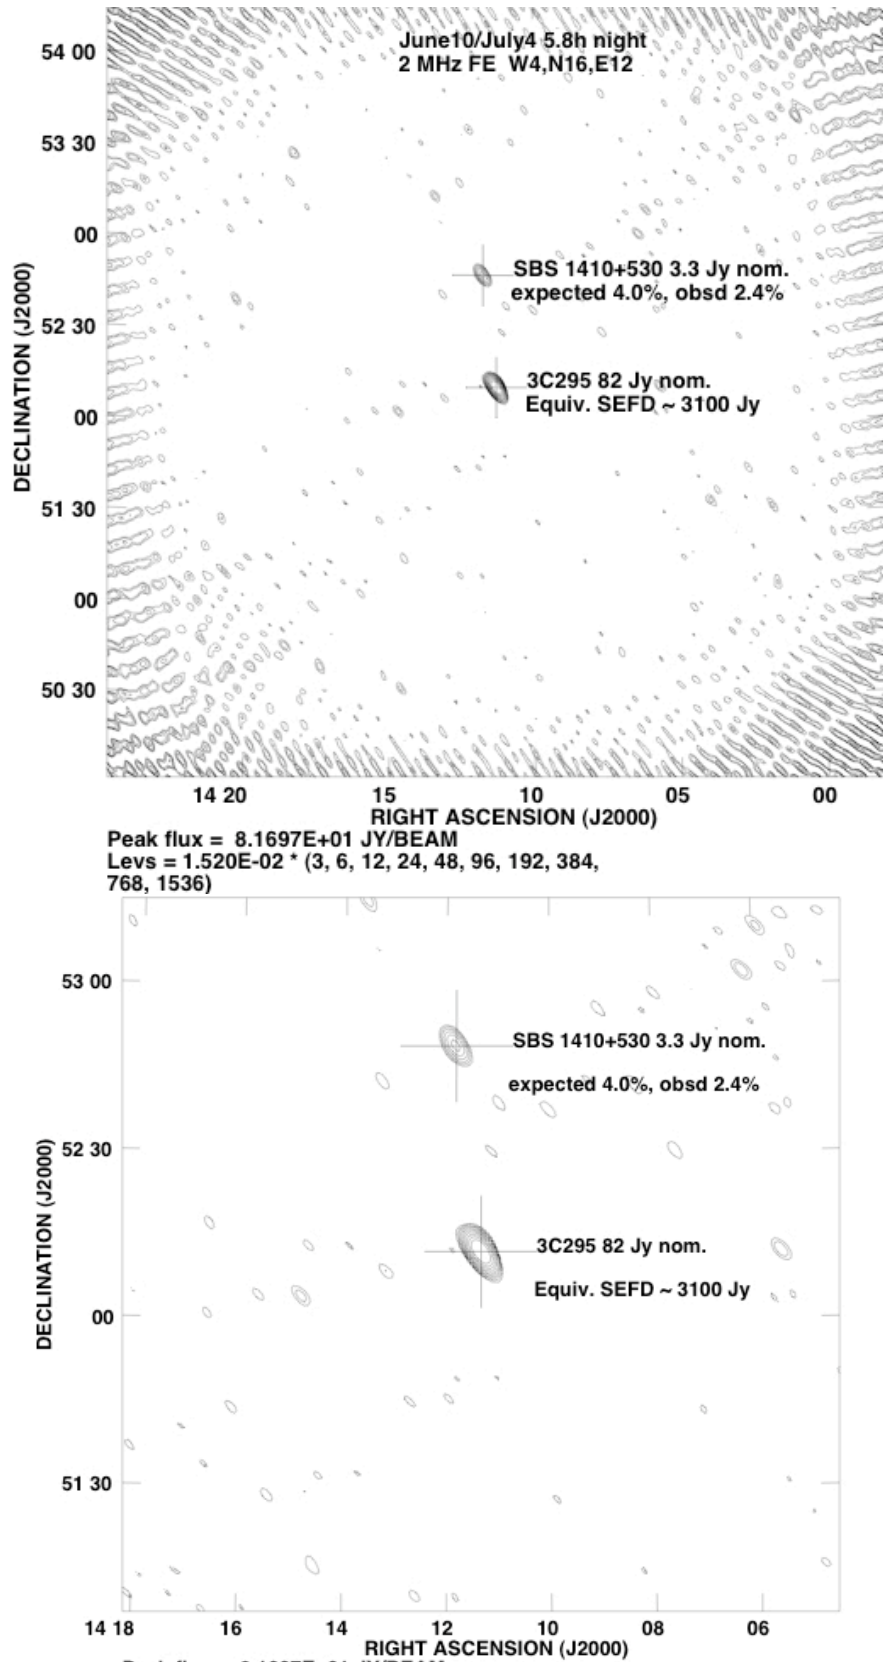 June10/July4 5.8h night
2 MHz FE W4,N16,E12
54 00
53 30
00
SBS 1410+530 3.3 Jy nom.
expected 4.0%, obsd 2.4%
52 30
3C295 82 Jy nom.
Equiv. SEFD ~ 3100 Jy
00
51 30
00
50 30
DECLINATION (J2000)
14 20 15 10 05 00
RIGHT ASCENSION (J2000)
Peak flux = 8.1697E+01 JY/BEAM
Levs = 1.520E-02 * (3, 6, 12, 24, 48, 96, 192, 384,
768, 1536)
53 00
SBS 1410+530 3.3 Jy nom.
expected 4.0%, obsd 2.4%
52 30
3C295 82 Jy nom.
Equiv. SEFD ~ 3100 Jy
00
51 30
DECLINATION (J2000)
14 18 16 14 12 10 08 06
RIGHT ASCENSION (J2000)